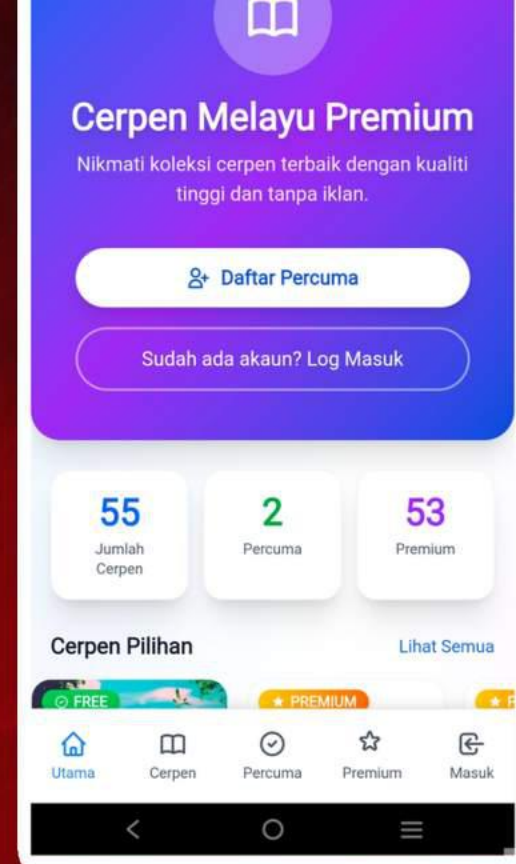 Cerpen Melayu Premium
Nikmati koleksi cerpen terbaik dengan kualiti
tinggi dan tanpa iklan.
Daftar Percuma
Sudah ada akaun? Log Masuk
55
Jumlah
Cerpen
2
Percuma
53
Premium
Cerpen Pilihan
Lihat Semua
FREE
PREMIUM
Utama
Cerpen
Percuma
Premium
Masuk